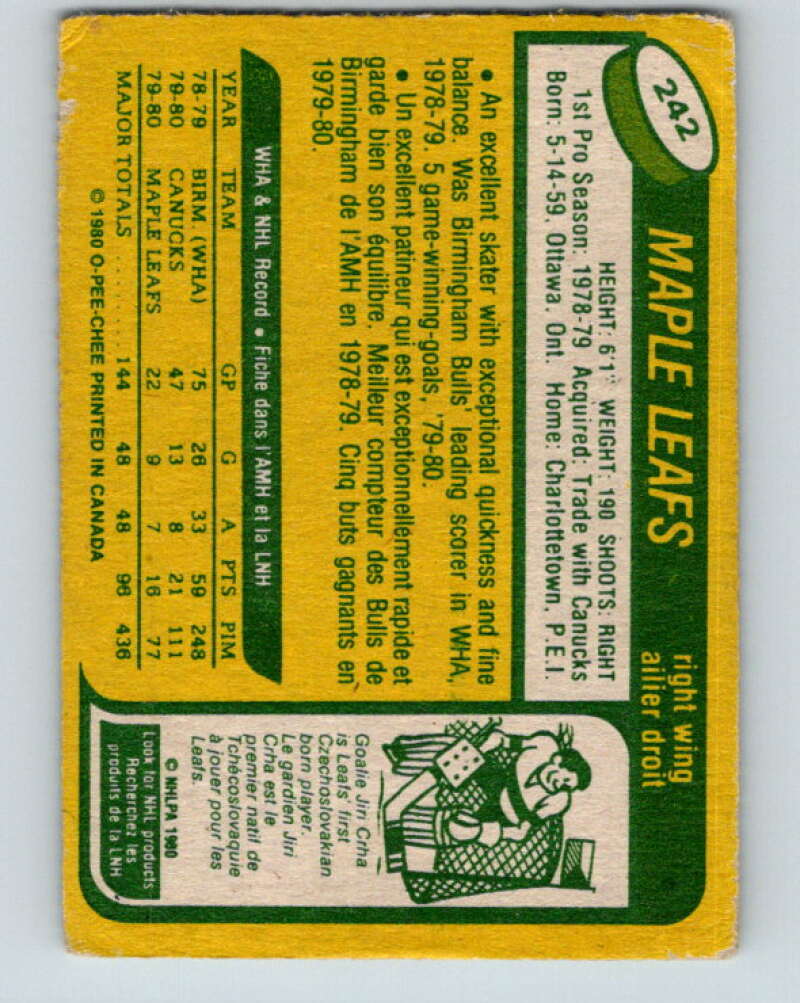 242
MAPLE LEAFS
right wing
ailier droit
HEIGHT: 6'1" WEIGHT: 190 SHOOTS: RIGHT
1st Pro Season: 1978-79 Acquired: Trade with Canucks
Born: 5-14-59. Ottawa. Ont. Home: Charlottetown, P.E.I.
• An excellent skater with exceptional quickness and fine
balance. Was Birmingham Bulls' leading scorer in WHA,
1978-79. 5 game-winning-goals, '79-80.
• Un excellent patineur qui est exceptionnellément rapide et
garde bien son équilibre. Meilleur compteur des Bulls de
Birmingham de l'AMH en 1978-79. Cinq buts gagnants en
1979-80.
WHA & NHL Record • Fiche dans l'AMH et la LNH
YEAR TEAM GP G A PTS PIM
78-79 BIRM. (WHA) 75 26 33 59 248
79-80 CANUCKS 47 13 8 21 111
79-80 MAPLE LEAFS 22 9 7 16 77
MAJOR TOTALS ........ 144 48 48 96 436
© 1980 O-PEE-CHEE PRINTED IN CANADA
Goalie Jiri Crha
is Leafs' first
Czechoslovakian
born player.
Le gardien Jiri
Crha est le
premier natif de
Tchécoslovaquie
à jouer pour les
Leafs.
© NHLPA 1980
Look for NHL products
Recherchez les
produits de la LNH